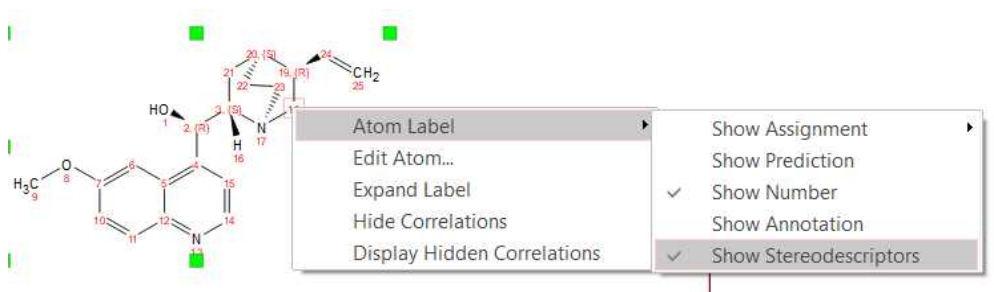 20, (S)
24
21
19, (R)
CH2
25
22
23
HO
1
3, (S)
2, (R)
N
17
H
16
O
8
6
4
H3C
9
7
5
15
10
12
14
11
N
13
Atom Label
Edit Atom...
Expand Label
Hide Correlations
Display Hidden Correlations
Show Assignment
Show Prediction
Show Number
Show Annotation
Show Stereodescriptors